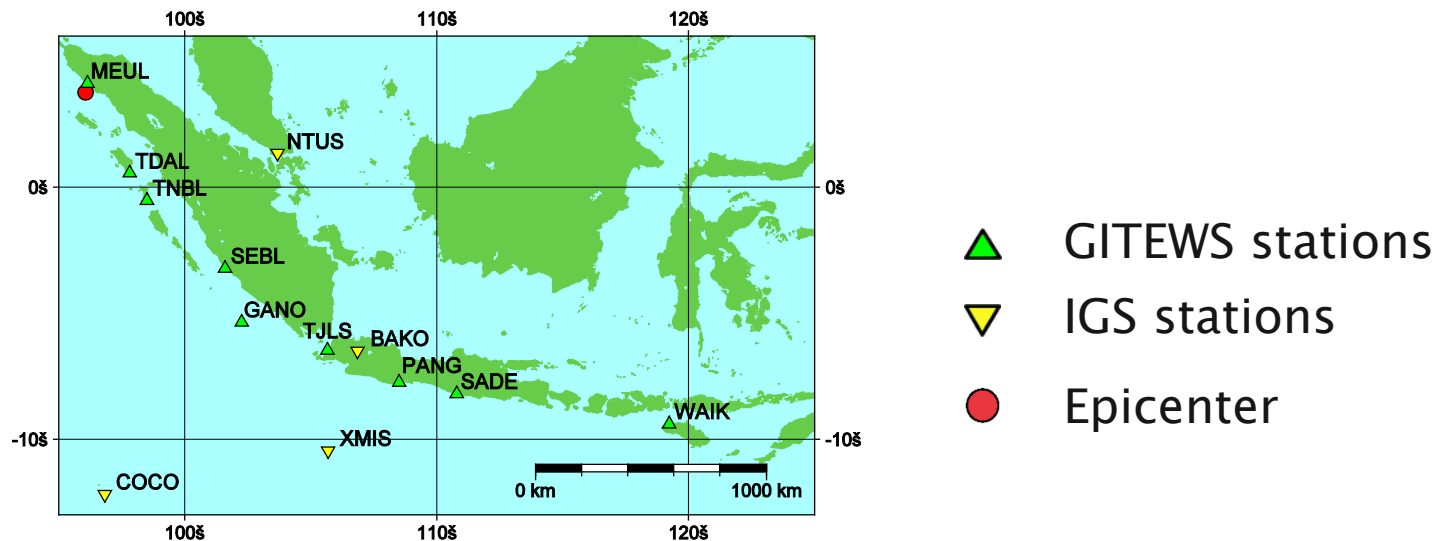 100š 110š 120š
MEUL
NTUS
TDAL
0š 0š
TNBL
SEBL
GANO
TJLS
BAKO
PANG
SADE
WAIK
XMIS
-10š -10š
COCO
0 km 1000 km
100š 110š 120š
GITEWS stations
IGS stations
Epicenter